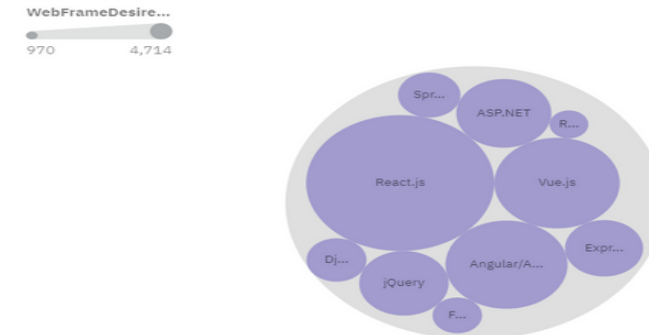 WebFrameDesire...
970 4,714
Spr...
ASP.NET
R...
React.js
Vue.js
Expr...
Dj...
Angular/A...
jQuery
F...